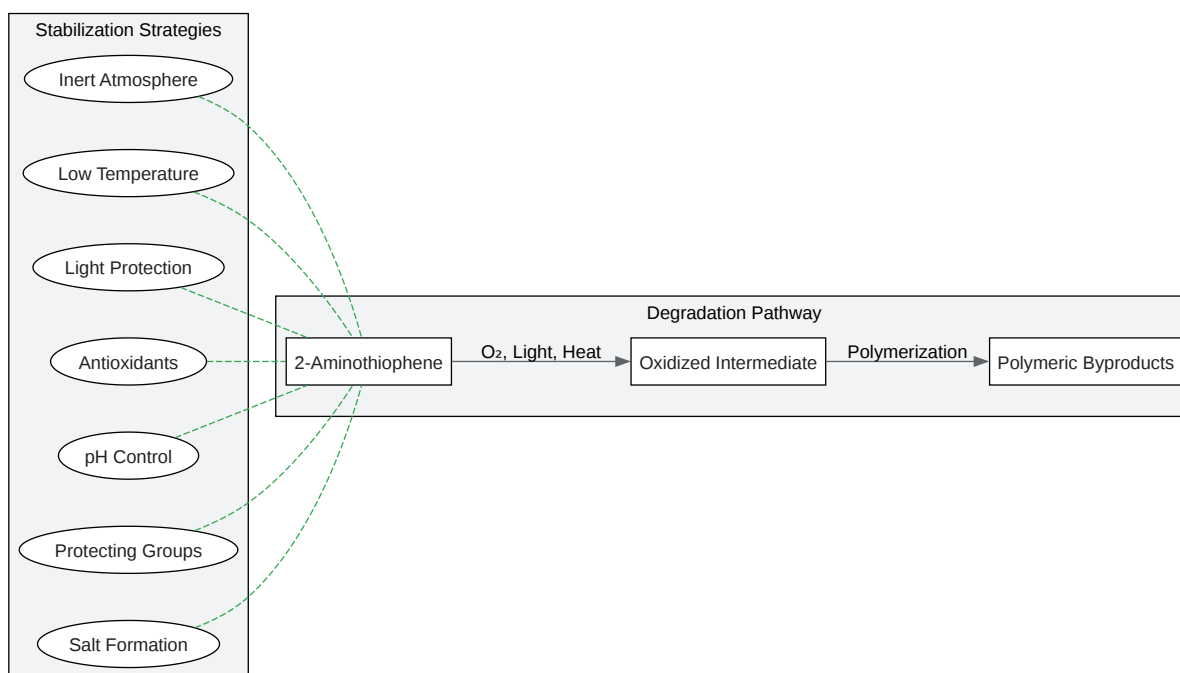 Stabilization Strategies
Inert Atmosphere
Low Temperature
Light Protection
Antioxidants
pH Control
Protecting Groups
Salt Formation
Degradation Pathway
2-Aminothiophene
O₂, Light, Heat
Oxidized Intermediate
Polymerization
Polymeric Byproducts